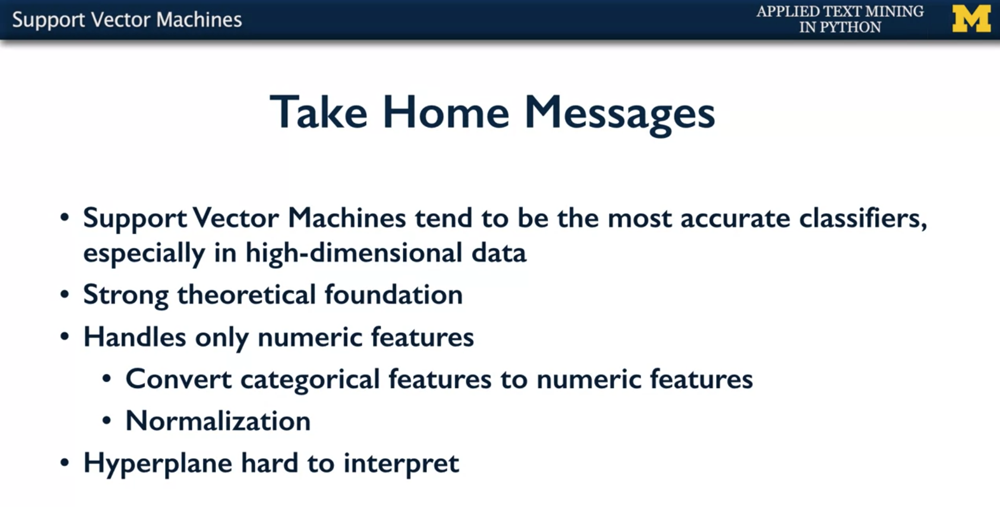 Support Vector Machines
APPLIED TEXT MINING
IN PYTHON
M
Take Home Messages
• Support Vector Machines tend to be the most accurate classifiers,
especially in high-dimensional data
• Strong theoretical foundation
• Handles only numeric features
• Convert categorical features to numeric features
• Normalization
• Hyperplane hard to interpret